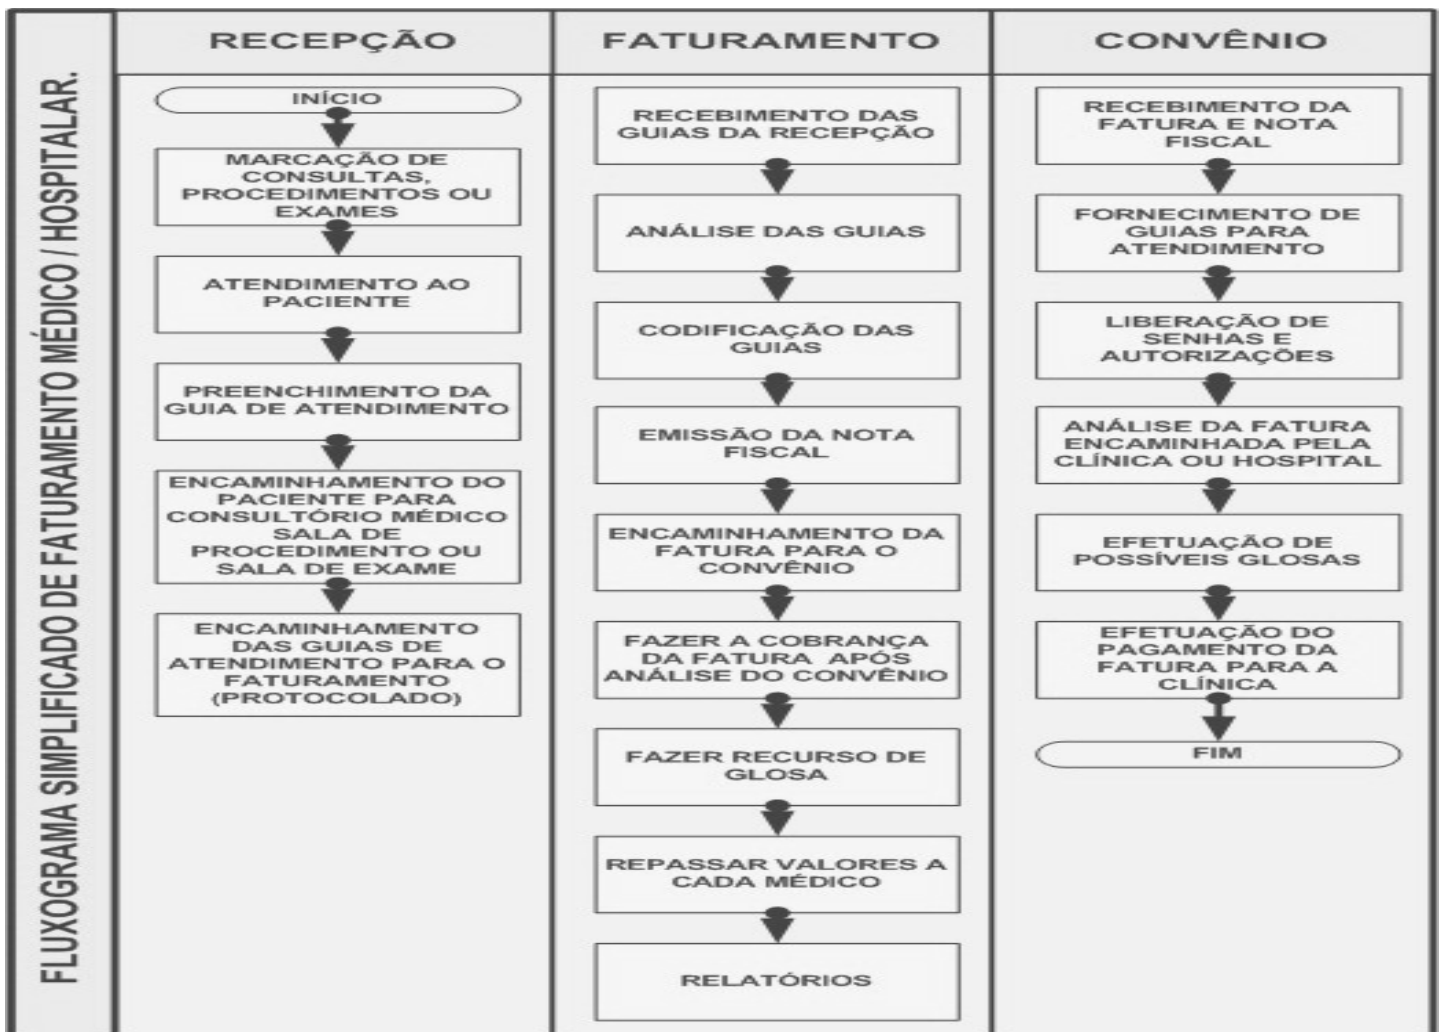 FLUXOGRAMA SIMPLIFICADO DE FATURAMENTO MÉDICO / HOSPITALAR.
RECEPÇÃO
INÍCIO
MARCAÇÃO DE
CONSULTAS,
PROCEDIMENTOS OU
EXAMES
ATENDIMENTO AO
PACIENTE
PREENCHIMENTO DA
GUIA DE ATENDIMENTO
ENCAMINHAMENTO DO
PACIENTE PARA
CONSULTÓRIO MÉDICO
SALA DE
PROCEDIMENTO OU
SALA DE EXAME
ENCAMINHAMENTO
DAS GUIAS DE
ATENDIMENTO PARA O
FATURAMENTO
(PROTOCOLADO)
FATURAMENTO
RECEBIMENTO DAS
GUIAS DA RECEPÇÃO
ANÁLISE DAS GUIAS
CODIFICAÇÃO DAS
GUIAS
EMISSÃO DA NOTA
FISCAL
ENCAMINHAMENTO DA
FATURA PARA O
CONVÊNIO
FAZER A COBRANÇA
DA FATURA APÓS
ANÁLISE DO CONVÊNIO
FAZER RECURSO DE
GLOSA
REPASSAR VALORES A
CADA MÉDICO
RELATÓRIOS
CONVÊNIO
RECEBIMENTO DA
FATURA E NOTA
FISCAL
FORNECIMENTO DE
GUIAS PARA
ATENDIMENTO
LIBERAÇÃO DE
SENHAS E
AUTORIZAÇÕES
ANÁLISE DA FATURA
ENCAMINHADA PELA
CLÍNICA OU HOSPITAL
EFETUAÇÃO DE
POSSÍVEIS GLOSAS
EFETUAÇÃO DO
PAGAMENTO DA
FATURA PARA A
CLÍNICA
FIM